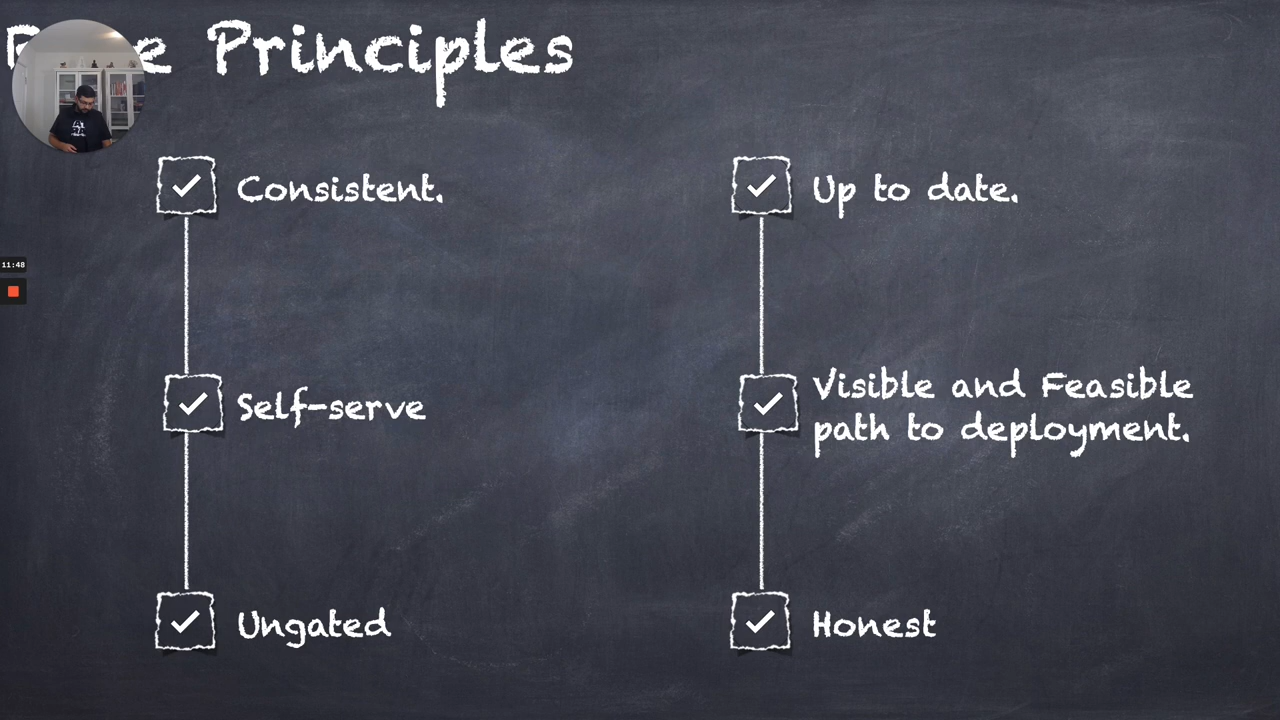 Principles
Consistent.
Self-serve
Ungated
Up to date.
Visible and Feasible
path to deployment.
Honest
11:48